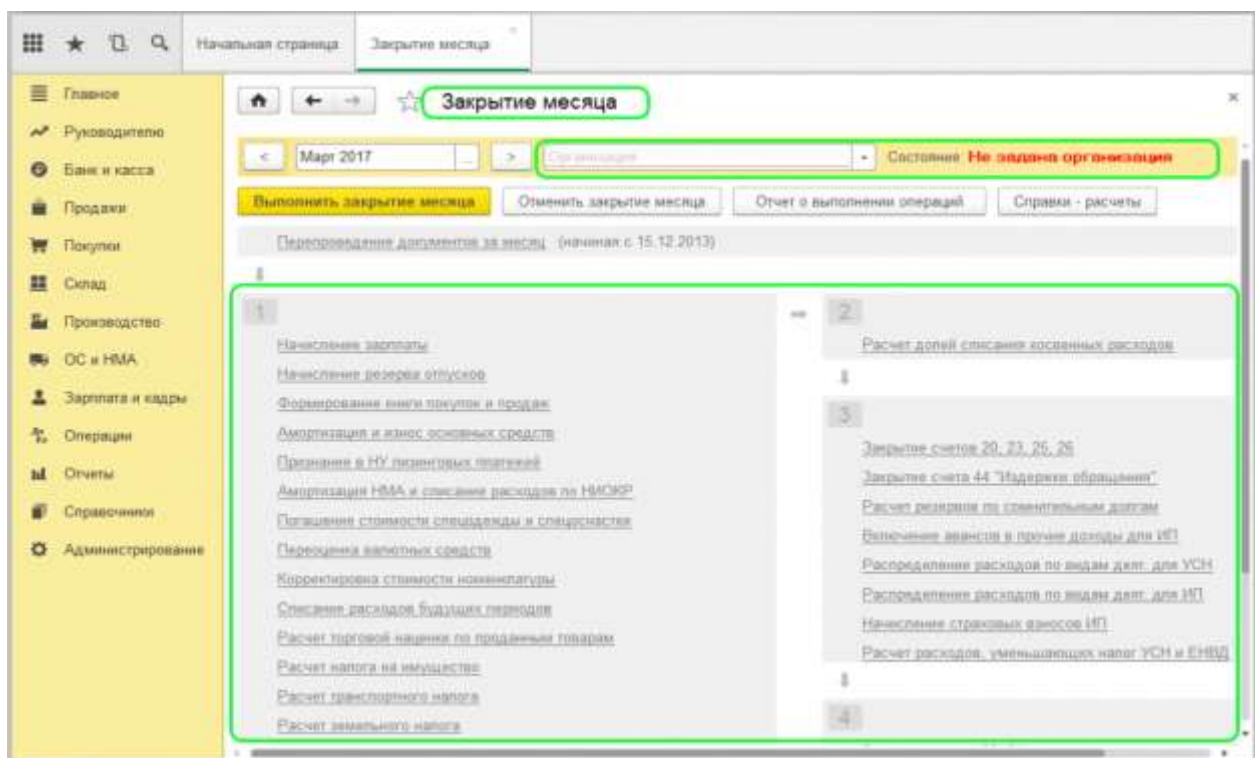 Начальная страница
Закрытие месяца
Главное
Руководителю
Банк и касса
Продажи
Покупки
Склад
Производство
ОС и НМА
Зарплата и кадры
Операции
Отчеты
Справочники
Администрирование
Закрытие месяца
Март 2017
Организация
Состояние: Не задана организация
Выполнить закрытие месяца
Отменить закрытие месяца
Отчет о выполнении операций
Справки - расчеты
Перепроведение документов за месяц (начиная с 15.12.2013)
1
Начисление зарплаты
Начисление резерва отпусков
Формирование книги покупок и продаж
Амортизация и износ основных средств
Признание в НУ лизинговых платежей
Амортизация НМА и списание расходов по НИОКР
Погашение стоимости спецодежды и спецоснастки
Переоценка валютных средств
Корректировка стоимости номенклатуры
Списание расходов будущих периодов
Расчет торговой наценки по проданным товарам
Расчет налога на имущество
Расчет транспортного налога
Расчет земельного налога
2
Расчет долей списания косвенных расходов
3
Закрытие счетов 20, 23, 25, 26
Закрытие счета 44 "Издержки обращения"
Расчет резервов по сомнительным долгам
Включение авансов в прочие доходы для ИП
Распределение расходов по видам деят. для УСН
Распределение расходов по видам деят. для ИП
Начисление страховых взносов ИП
Расчет расходов, уменьшающих налог УСН и ЕНВД
4